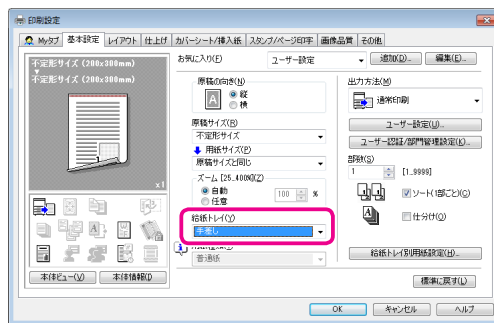 印刷設定
Myタブ 基本設定 レイアウト 仕上げ カバーシート/挿入紙 スタンプ/ページ印字 画像品質 その他
不定形サイズ (200x300mm)
不定形サイズ (200x300mm)
1
x1
本体ビュー(V) 本体情報(I)
お気に入り(F) ユーザー設定 追加(D)... 編集(E)...
原稿の向き(N)
縦
横
原稿サイズ(R)
不定形サイズ
用紙サイズ(P)
原稿サイズと同じ
ズーム [25..400%](Z)
自動
任意
100 %
給紙トレイ(Y)
手差し
普通紙
出力方法(M)
通常印刷
ユーザー設定(U)...
ユーザー認証/部門管理設定(K)...
部数(S)
1 [1..9999]
ソート(1部ごと)(C)
仕分け(O)
給紙トレイ別用紙設定(H)...
標準に戻す(L)
OK キャンセル ヘルプ